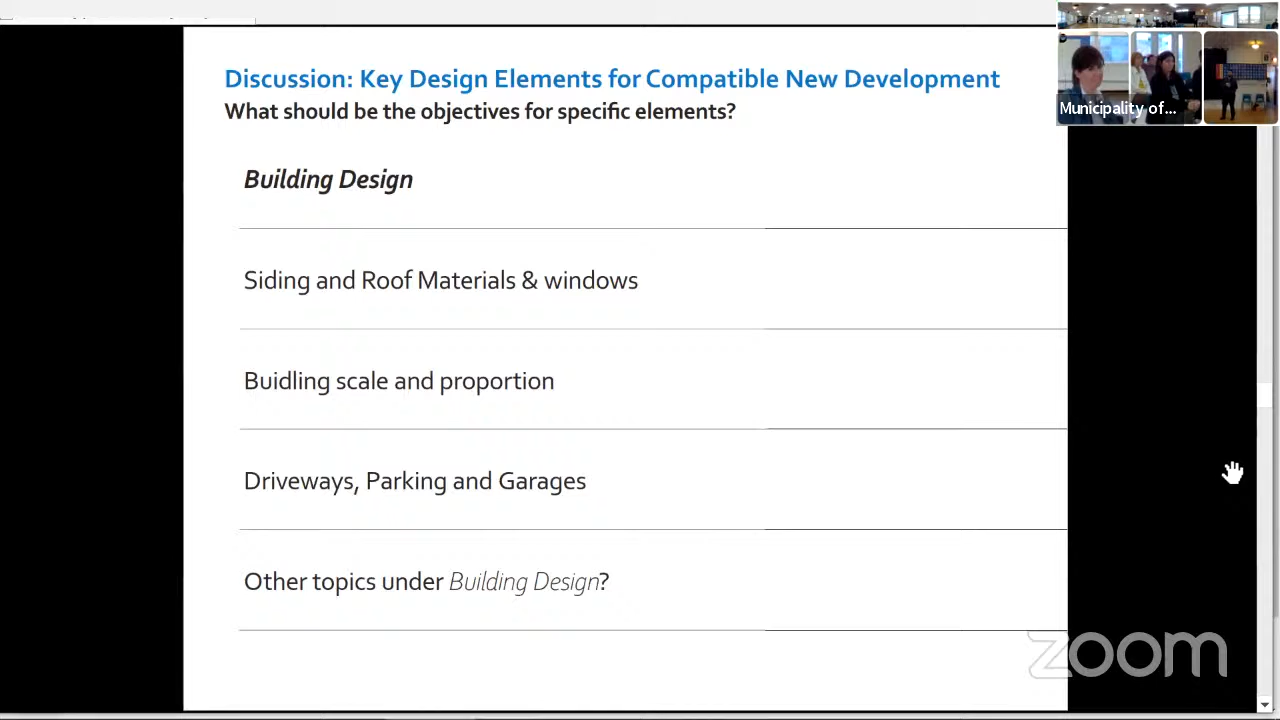 Discussion: Key Design Elements for Compatible New Development
What should be the objectives for specific elements?
Municipality of...
Building Design
Siding and Roof Materials & windows
Buidling scale and proportion
Driveways, Parking and Garages
Other topics under Building Design?
zoom